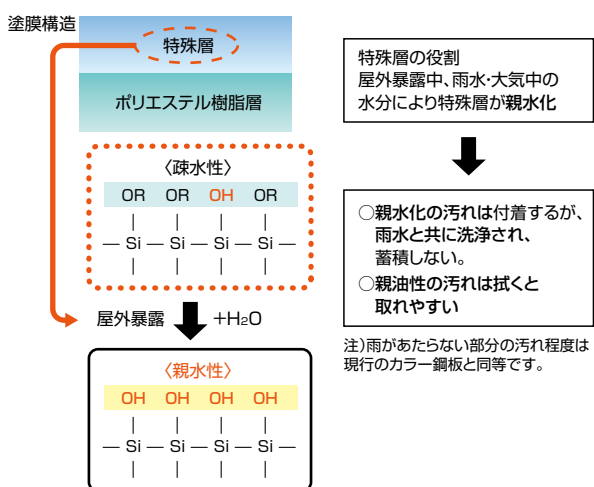 塗膜構造
特殊層
ポリエステル樹脂層
〈疎水性〉
OR OR OH OR
| | | |
— Si — Si — Si — Si —
| | | |
屋外暴露 +H₂O
〈親水性〉
OH OH OH OH
| | | |
— Si — Si — Si — Si —
| | | |
特殊層の役割
屋外暴露中、雨水・大気中の
水分により特殊層が親水化
○親水化の汚れは付着するが、
雨水と共に洗浄され、
蓄積しない。
○親油性の汚れは拭くと
取れやすい
注)雨があたらない部分の汚れ程度は
現行のカラー鋼板と同等です。